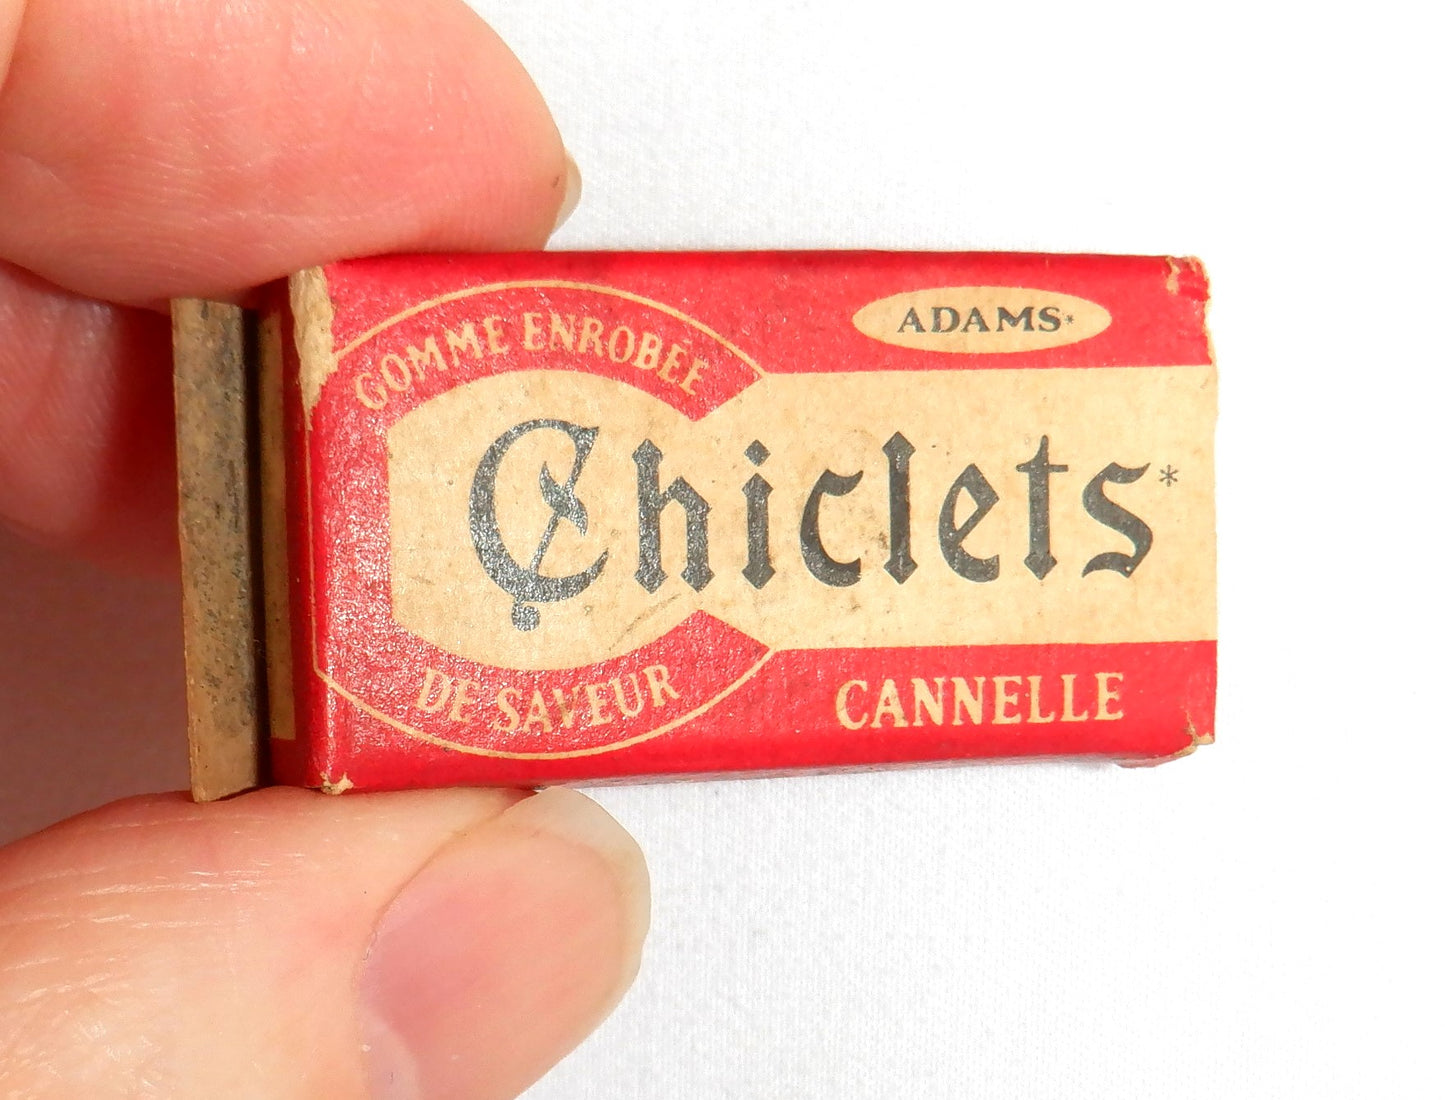 ADAMS*
GOMME ENROBÉE
Chiclets*
DE SAVEUR
CANNELLE